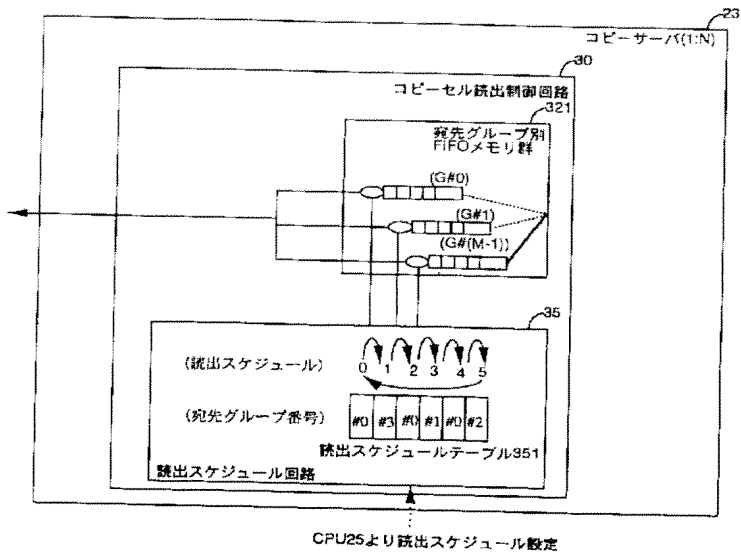 23
コピーサーバ(1:N)
30
コピーセル読出制御回路
321
宛先グループ別
FIFOメモリ群
(G#0)
(G#1)
(G#(M-1))
35
(読出スケジュール)
0 1 2 3 4 5
(宛先グループ番号)
#0 #3 #0 #1 #0 #2
読出スケジュールテーブル351
読出スケジュール回路
CPU25より読出スケジュール設定